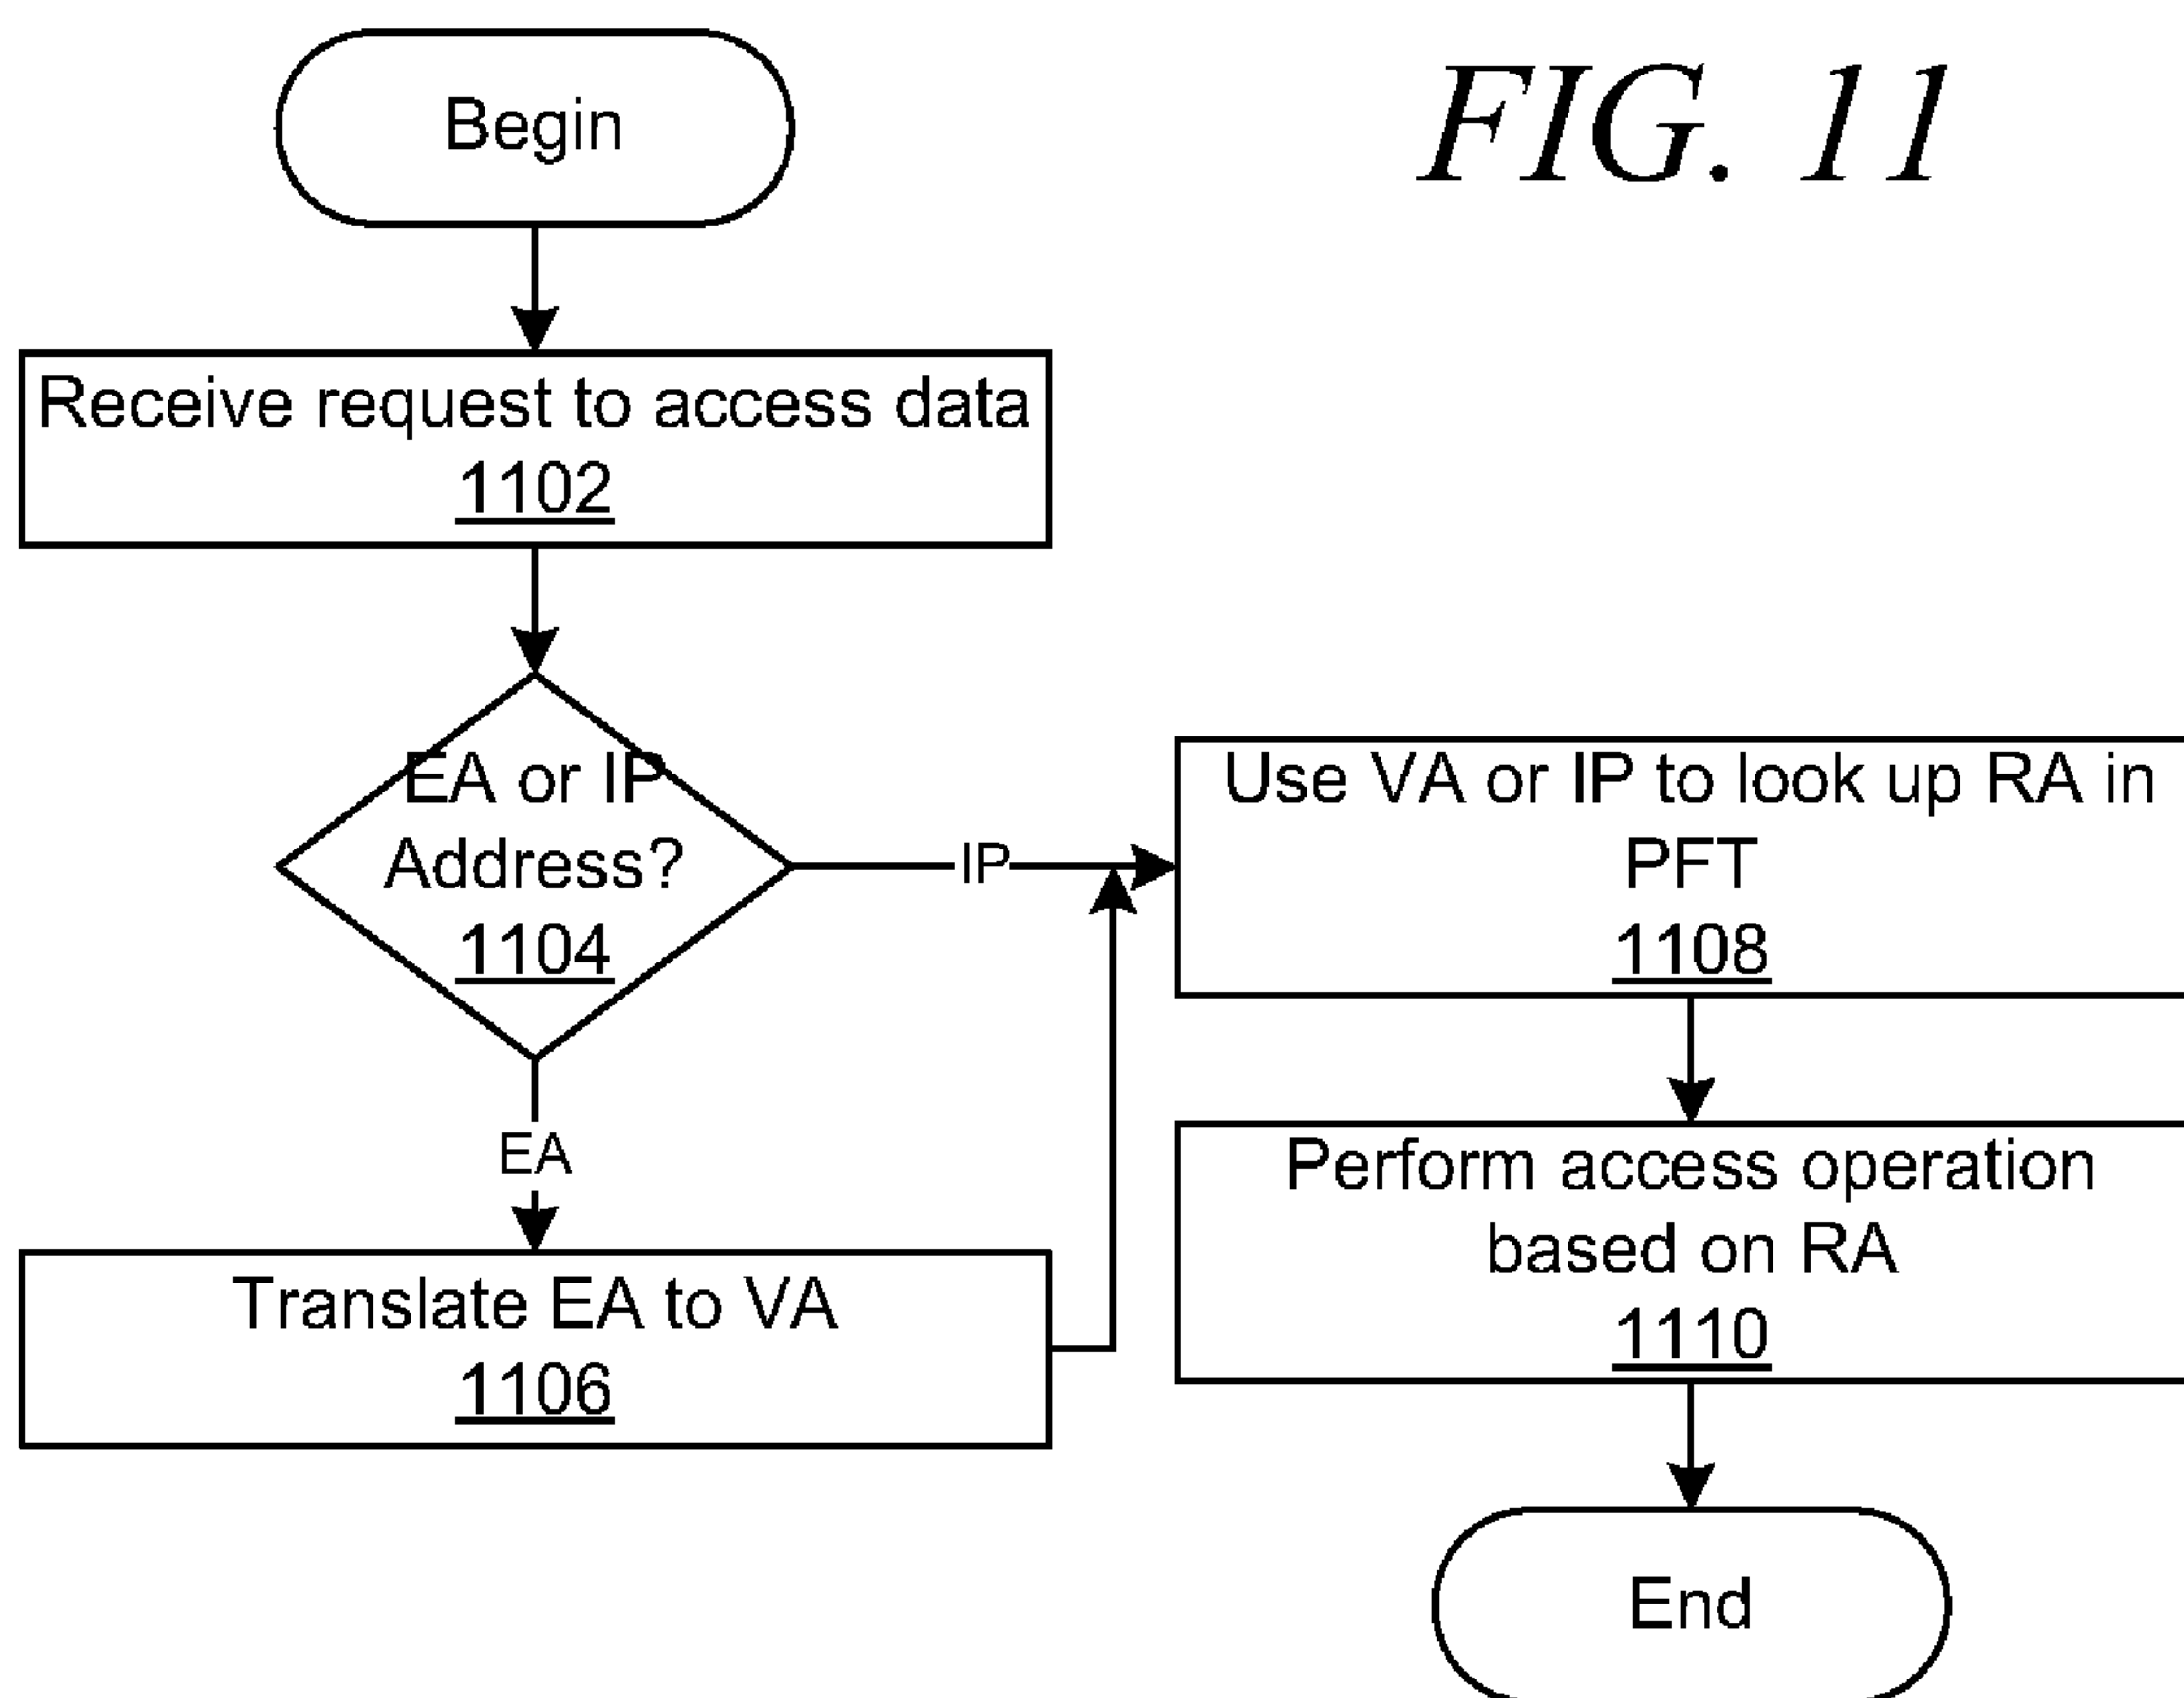 FIG. 11
Begin
Receive request to access data
1102
EA or IP
Address?
1104
IP
EA
Translate EA to VA
1106
Use VA or IP to look up RA in
PFT
1108
Perform access operation
based on RA
1110
End